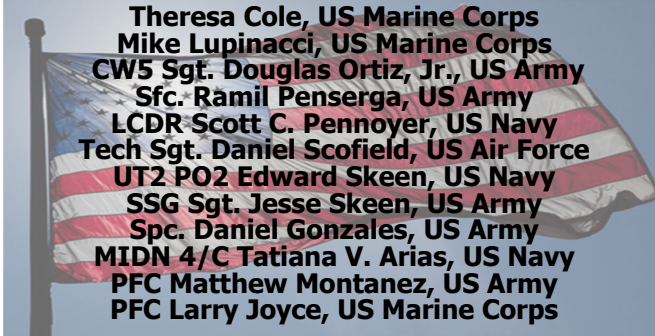 Theresa Cole, US Marine Corps
Mike Lupinacci, US Marine Corps
CW5 Sgt. Douglas Ortiz, Jr., US Army
Sfc. Ramil Penserga, US Army
LCDR Scott C. Pennoyer, US Navy
Tech Sgt. Daniel Scofield, US Air Force
UT2 PO2 Edward Skeen, US Navy
SSG Sgt. Jesse Skeen, US Army
Spc. Daniel Gonzales, US Army
MIDN 4/C Tatiana V. Arias, US Navy
PFC Matthew Montanez, US Army
PFC Larry Joyce, US Marine Corps